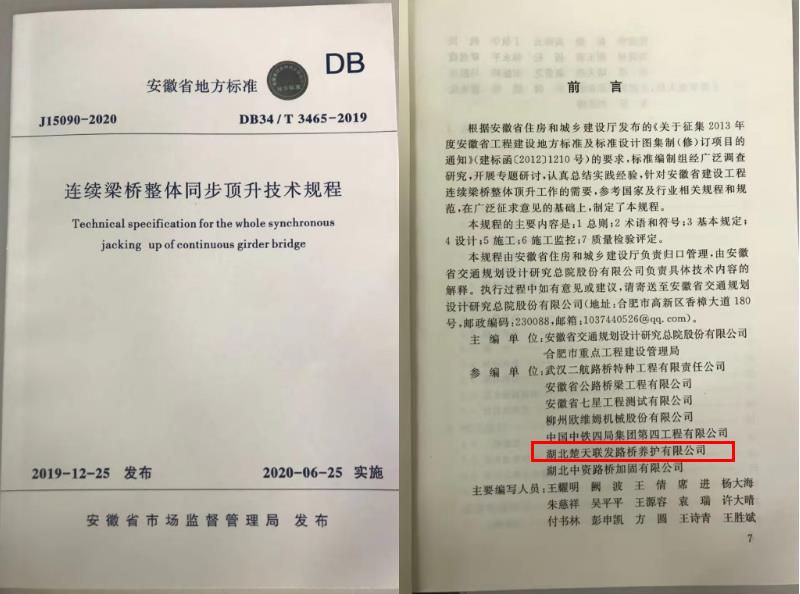 DB
安徽省地方标准
J15090-2020
DB34/T 3465-2019
连续梁桥整体同步顶升技术规程
Technical specification for the whole synchronous
jacking up of continuous girder bridge
2019-12-25 发布
2020-06-25 实施
安徽省市场监督管理局 发布
前言
根据安徽省住房和城乡建设厅发布的《关于征集2013年
度安徽省工程建设地方标准及标准设计图集制(修)订项目的
通知》(建标函[2012]1210号)的要求,标准编制组经广泛调查
研究,开展专题研讨,认真总结实践经验,针对安徽省建设工程
连续梁桥整体顶升工作的需要,参考国家及行业相关规程和规
范,在广泛征求意见的基础上,制定了本规程。
本规程的主要内容是:1 总则;2 术语和符号;3 基本规定;
4 设计;5 施工;6 施工监控;7 质量检验评定。
本规程由安徽省住房和城乡建设厅负责归口管理,由安徽
省交通规划设计研究总院股份有限公司负责具体技术内容的
解释。执行过程中如有意见或建议,请寄送至安徽省交通规划
设计研究总院股份有限公司(地址:合肥市高新区香樟大道180
号,邮政编码:230088,邮箱:1037440526@qq.com)。
主编单位:安徽省交通规划设计研究总院股份有限公司
合肥市重点工程建设管理局
参编单位:武汉二航路桥特种工程有限责任公司
安徽省公路桥梁工程有限公司
安徽省七星工程测试有限公司
柳州欧维姆机械股份有限公司
中国中铁四局集团第四工程有限公司
湖北楚天联发路桥养护有限公司
湖北中资路桥加固有限公司
主要编写人员:王耀明 阙波 王倩 席进 杨大海
朱慈祥 吴平平 王源容 袁瑞 许大晴
付书林 彭申凯 方圆 王诗青 王胜斌
7